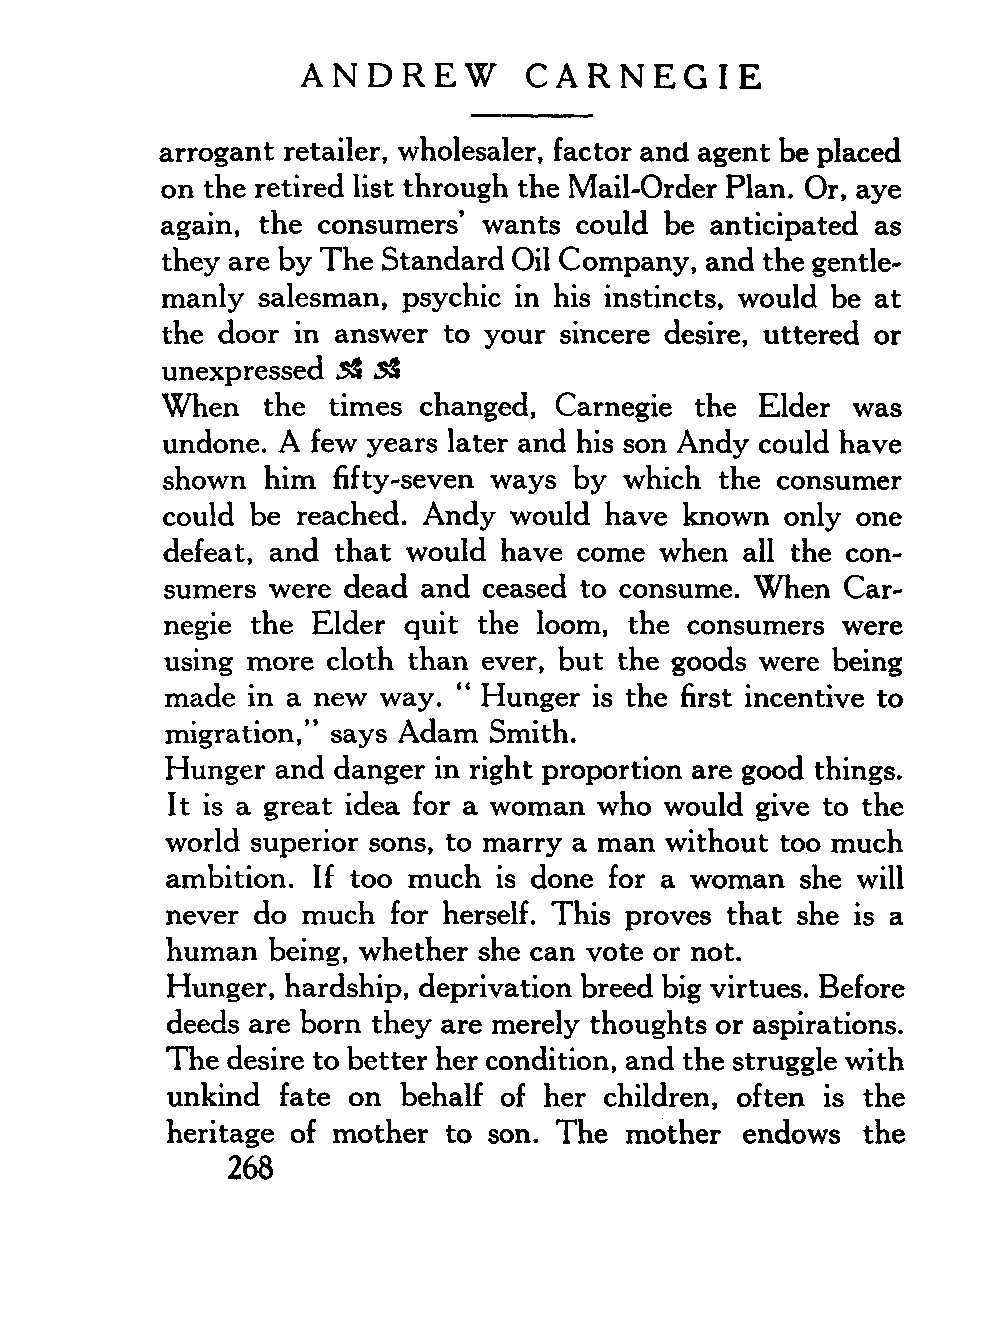 ANDREW CARNEGIE
arrogant retailer, wholesaler, factor and agent be placed
on the retired list through the Mail-Order Plan. Or, aye
again, the consumers' wants could be anticipated as
they are by The Standard Oil Company, and the gentle-
manly salesman, psychic in his instincts, would be at
the door in answer to your sincere desire, uttered or
unexpressed
When the times changed, Carnegie the Elder was
undone. A few years later and his son Andy could have
shown him fifty-seven ways by which the consumer
could be reached. Andy would have known only one
defeat, and that would have come when all the con-
sumers were dead and ceased to consume. When Car-
negie the Elder quit the loom, the consumers were
using more cloth than ever, but the goods were being
made in a new way. “ Hunger is the first incentive to
migration,” says Adam Smith.
Hunger and danger in right proportion are good things.
It is a great idea for a woman who would give to the
world superior sons, to marry a man without too much
ambition. If too much is done for a woman she will
never do much for herself. This proves that she is a
human being, whether she can vote or not.
Hunger, hardship, deprivation breed big virtues. Before
deeds are born they are merely thoughts or aspirations.
The desire to better her condition, and the struggle with
unkind fate on behalf of her children, often is the
heritage of mother to son. The mother endows the
268